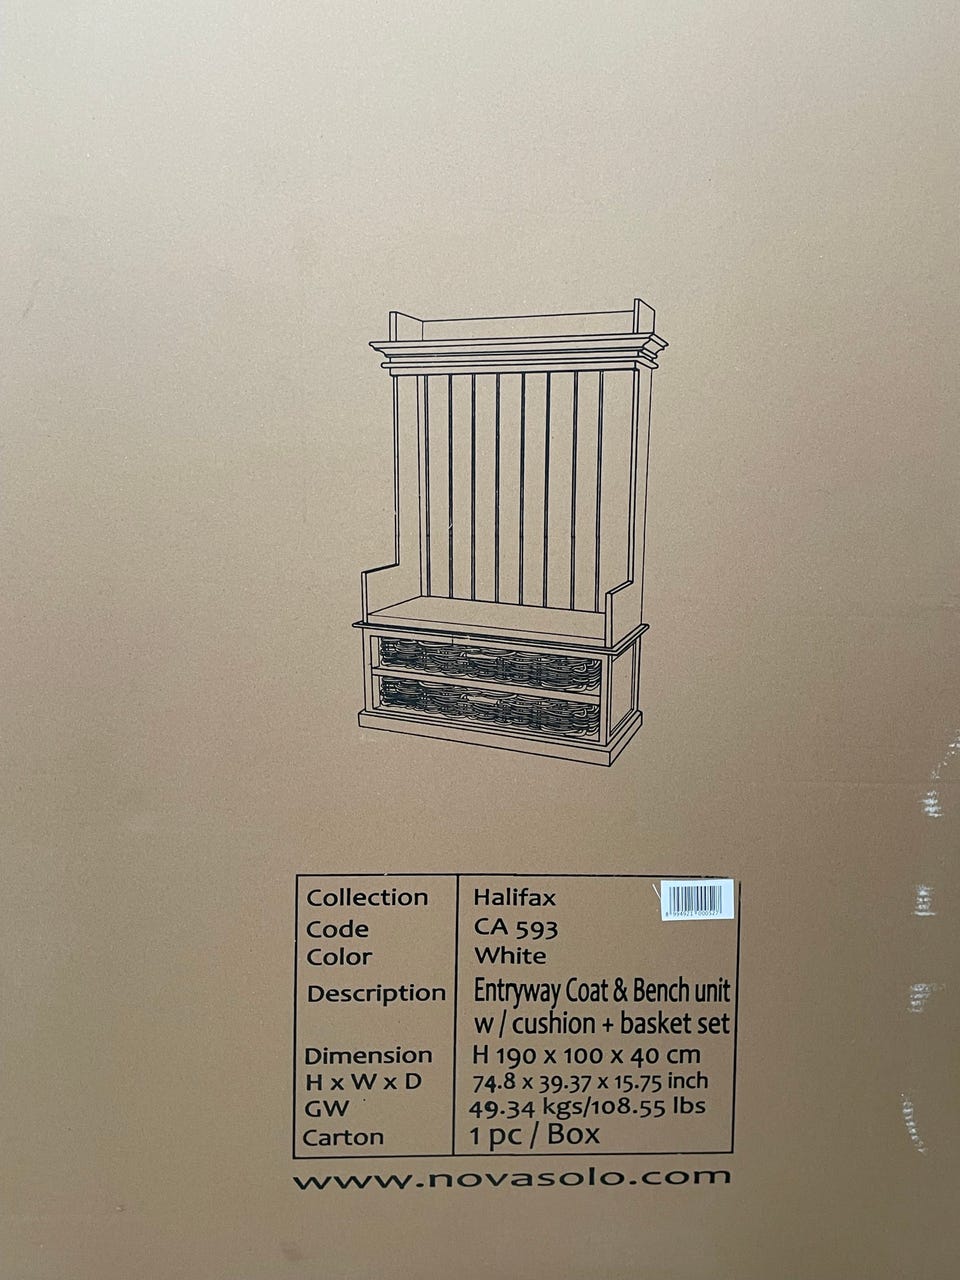 Collection Halifax
Code CA 593
Color White
Description Entryway Coat & Bench unit
w / cushion + basket set
Dimension H 190 x 100 x 40 cm
H x W x D 74.8 x 39.37 x 15.75 inch
GW 49.34 kgs/108.55 lbs
Carton 1 pc / Box
www.novasolo.com